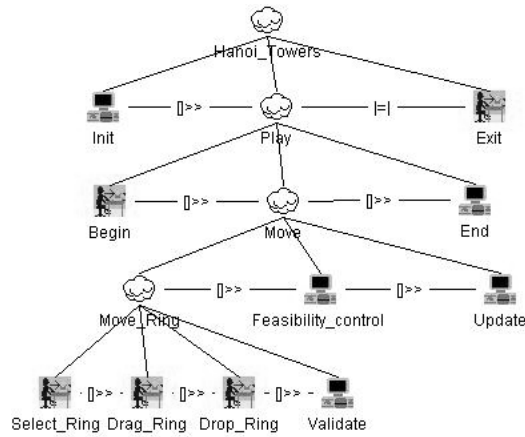 Hanoi_Towers
[]>> |=|
Init Play Exit
[]>> []>>
Begin Move End
[]>> []>>
Move_Ring Feasibility_control Update
[]>> []>> []>>
Select_Ring Drag_Ring Drop_Ring Validate